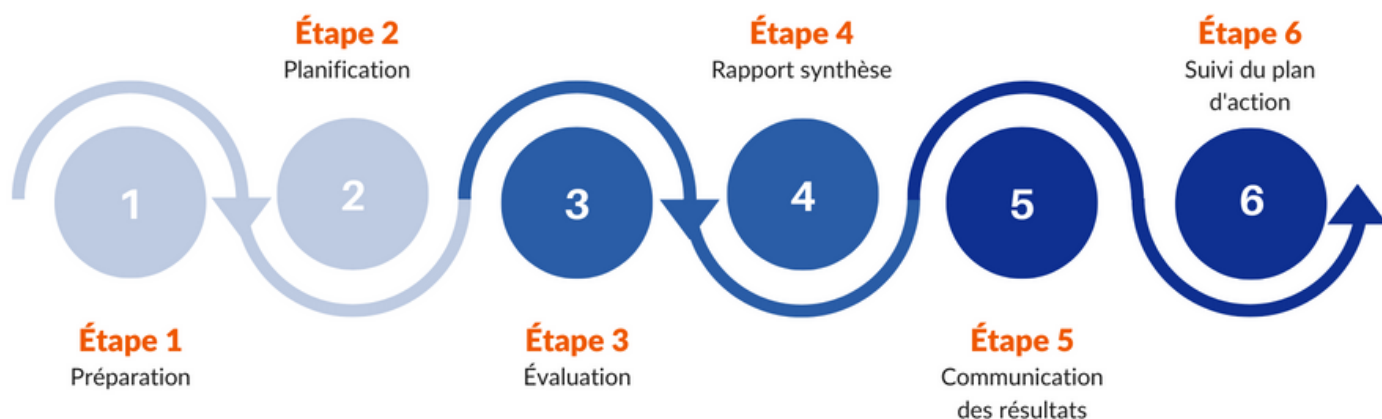 Étape 1
Préparation
1
Étape 2
Planification
2
Étape 3
Évaluation
3
Étape 4
Rapport synthèse
4
Étape 5
Communication
des résultats
5
Étape 6
Suivi du plan
d'action
6